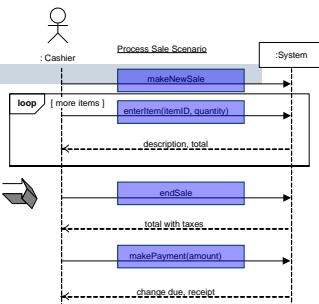 Process Sale Scenario
: Cashier
:System
makeNewSale
loop
[ more items ]
enterItem(itemID, quantity)
description, total
endSale
total with taxes
makePayment(amount)
change due, receipt